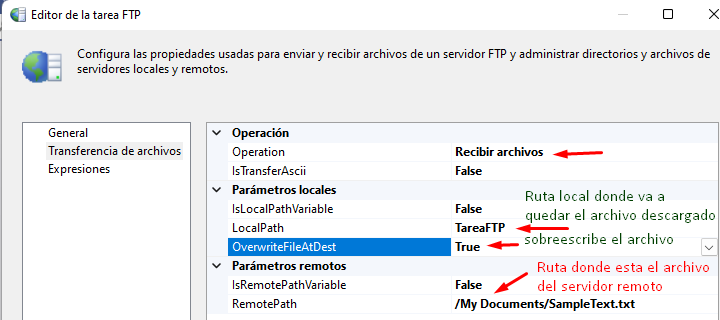 Editor de la tarea FTP
Configura las propiedades usadas para enviar y recibir archivos de un servidor FTP y administrar directorios y archivos de
servidores locales y remotos.
General
Transferencia de archivos
Expresiones
Operación
Operation Recibir archivos
IsTransferAscii False
Parámetros locales
IsLocalPathVariable False
LocalPath TareaFTP
OverwriteFileAtDest True
Ruta local donde va a
quedar el archivo descargado
sobreescribe el archivo
Parámetros remotos
IsRemotePathVariable False
RemotePath /My Documents/SampleText.txt
Ruta donde esta el archivo
del servidor remoto